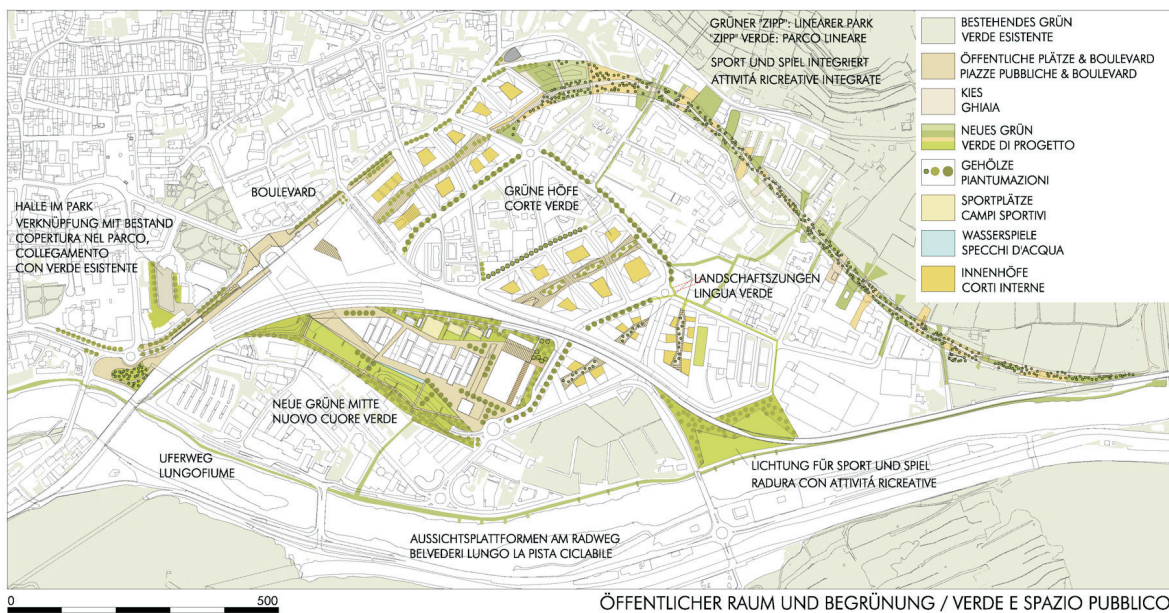 GRÜNER "ZIPP": LINEARER PARK
"ZIPP" VERDE: PARCO LINEARE
SPORT UND SPIEL INTEGRIERT
ATTIVITÁ RICREATIVE INTEGRATE
BESTEHENDES GRÜN
VERDE ESISTENTE
ÖFFENTLICHE PLÄTZE & BOULEVARD
PIAZZE PUBBLICHE & BOULEVARD
KIES
GHIAIA
NEUES GRÜN
VERDE DI PROGETTO
GEHÖLZE
PIANTUMAZIONI
SPORTPLÄTZE
CAMPI SPORTIVI
WASSERSPIELE
SPECCHI D'ACQUA
INNENHÖFE
CORTI INTERNE
BOULEVARD
GRÜNE HÖFE
CORTE VERDE
HALLE IM PARK
VERKNÜPFUNG MIT BESTAND
COPERTURA NEL PARCO,
COLLEGAMENTO
CON VERDE ESISTENTE
LANDSCHAFTSZUNGEN
LINGUA VERDE
NEUE GRÜNE MITTE
NUOVO CUORE VERDE
UFERWEG
LUNGOFIUME
LICHTUNG FÜR SPORT UND SPIEL
RADURA CON ATTIVITÁ RICREATIVE
AUSSICHTSPLATTFORMEN AM RADWEG
BELVEDERI LUNGO LA PISTA CICLABILE
0 500
ÖFFENTLICHER RAUM UND BEGRÜNUNG / VERDE E SPAZIO PUBBLICO